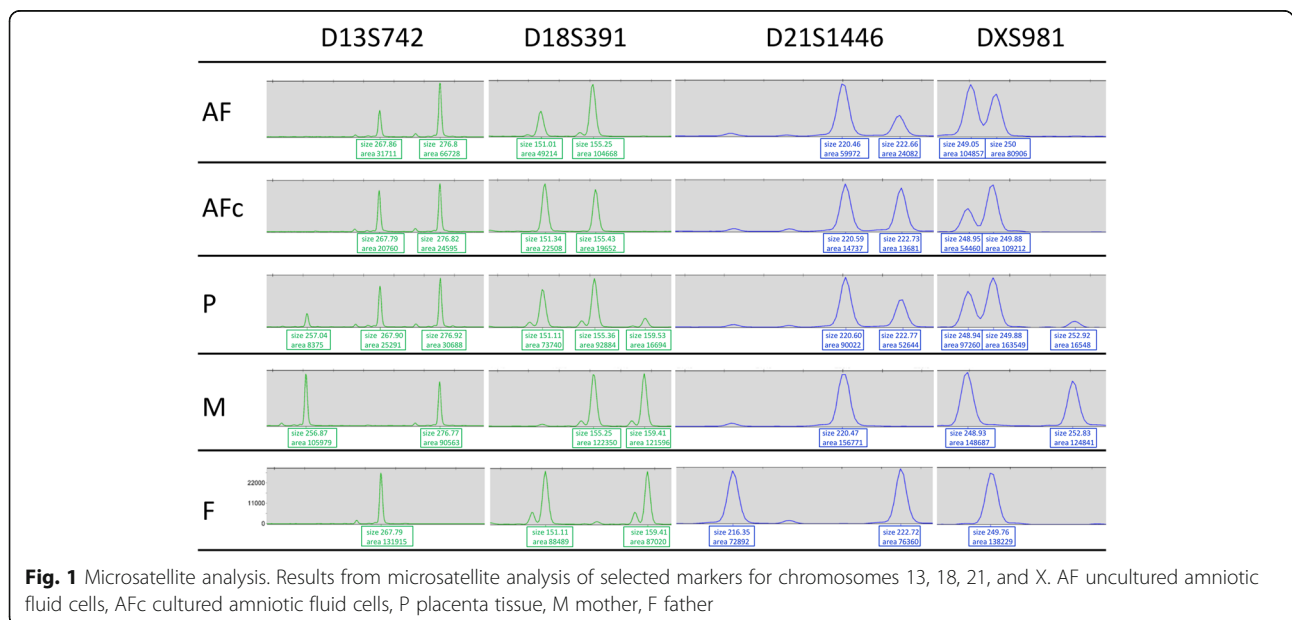 D13S742 D18S391 D21S1446 DXS981
AF
size 267.86 size 276.8 size 151.01 size 155.25 size 220.46 size 222.66 size 249.05 size 250
area 31711 area 66728 area 49214 area 104668 area 59972 area 24082 area 104857 area 80906
AFc
size 267.79 size 276.82 size 151.34 size 155.43 size 220.59 size 222.73 size 248.95 size 249.88
area 20760 area 24595 area 22508 area 19652 area 14737 area 13681 area 54460 area 109212
P
size 257.04 size 267.90 size 276.92 size 151.11 size 155.36 size 159.53 size 220.60 size 222.77 size 248.94 size 249.88 size 252.92
area 8375 area 25291 area 30688 area 73740 area 92884 area 16694 area 90022 area 52644 area 97260 area 163549 area 16548
M
size 256.87 size 276.77 size 155.25 size 159.41 size 220.47 size 248.93 size 252.83
area 105979 area 90563 area 122350 area 121596 area 156771 area 148687 area 124841
F
22000
11000
0
size 267.79 size 151.11 size 159.41 size 216.35 size 222.72 size 249.76
area 131915 area 88489 area 87020 area 72892 area 76360 area 138229
Fig. 1 Microsatellite analysis. Results from microsatellite analysis of selected markers for chromosomes 13, 18, 21, and X. AF uncultured amniotic
fluid cells, AFc cultured amniotic fluid cells, P placenta tissue, M mother, F father